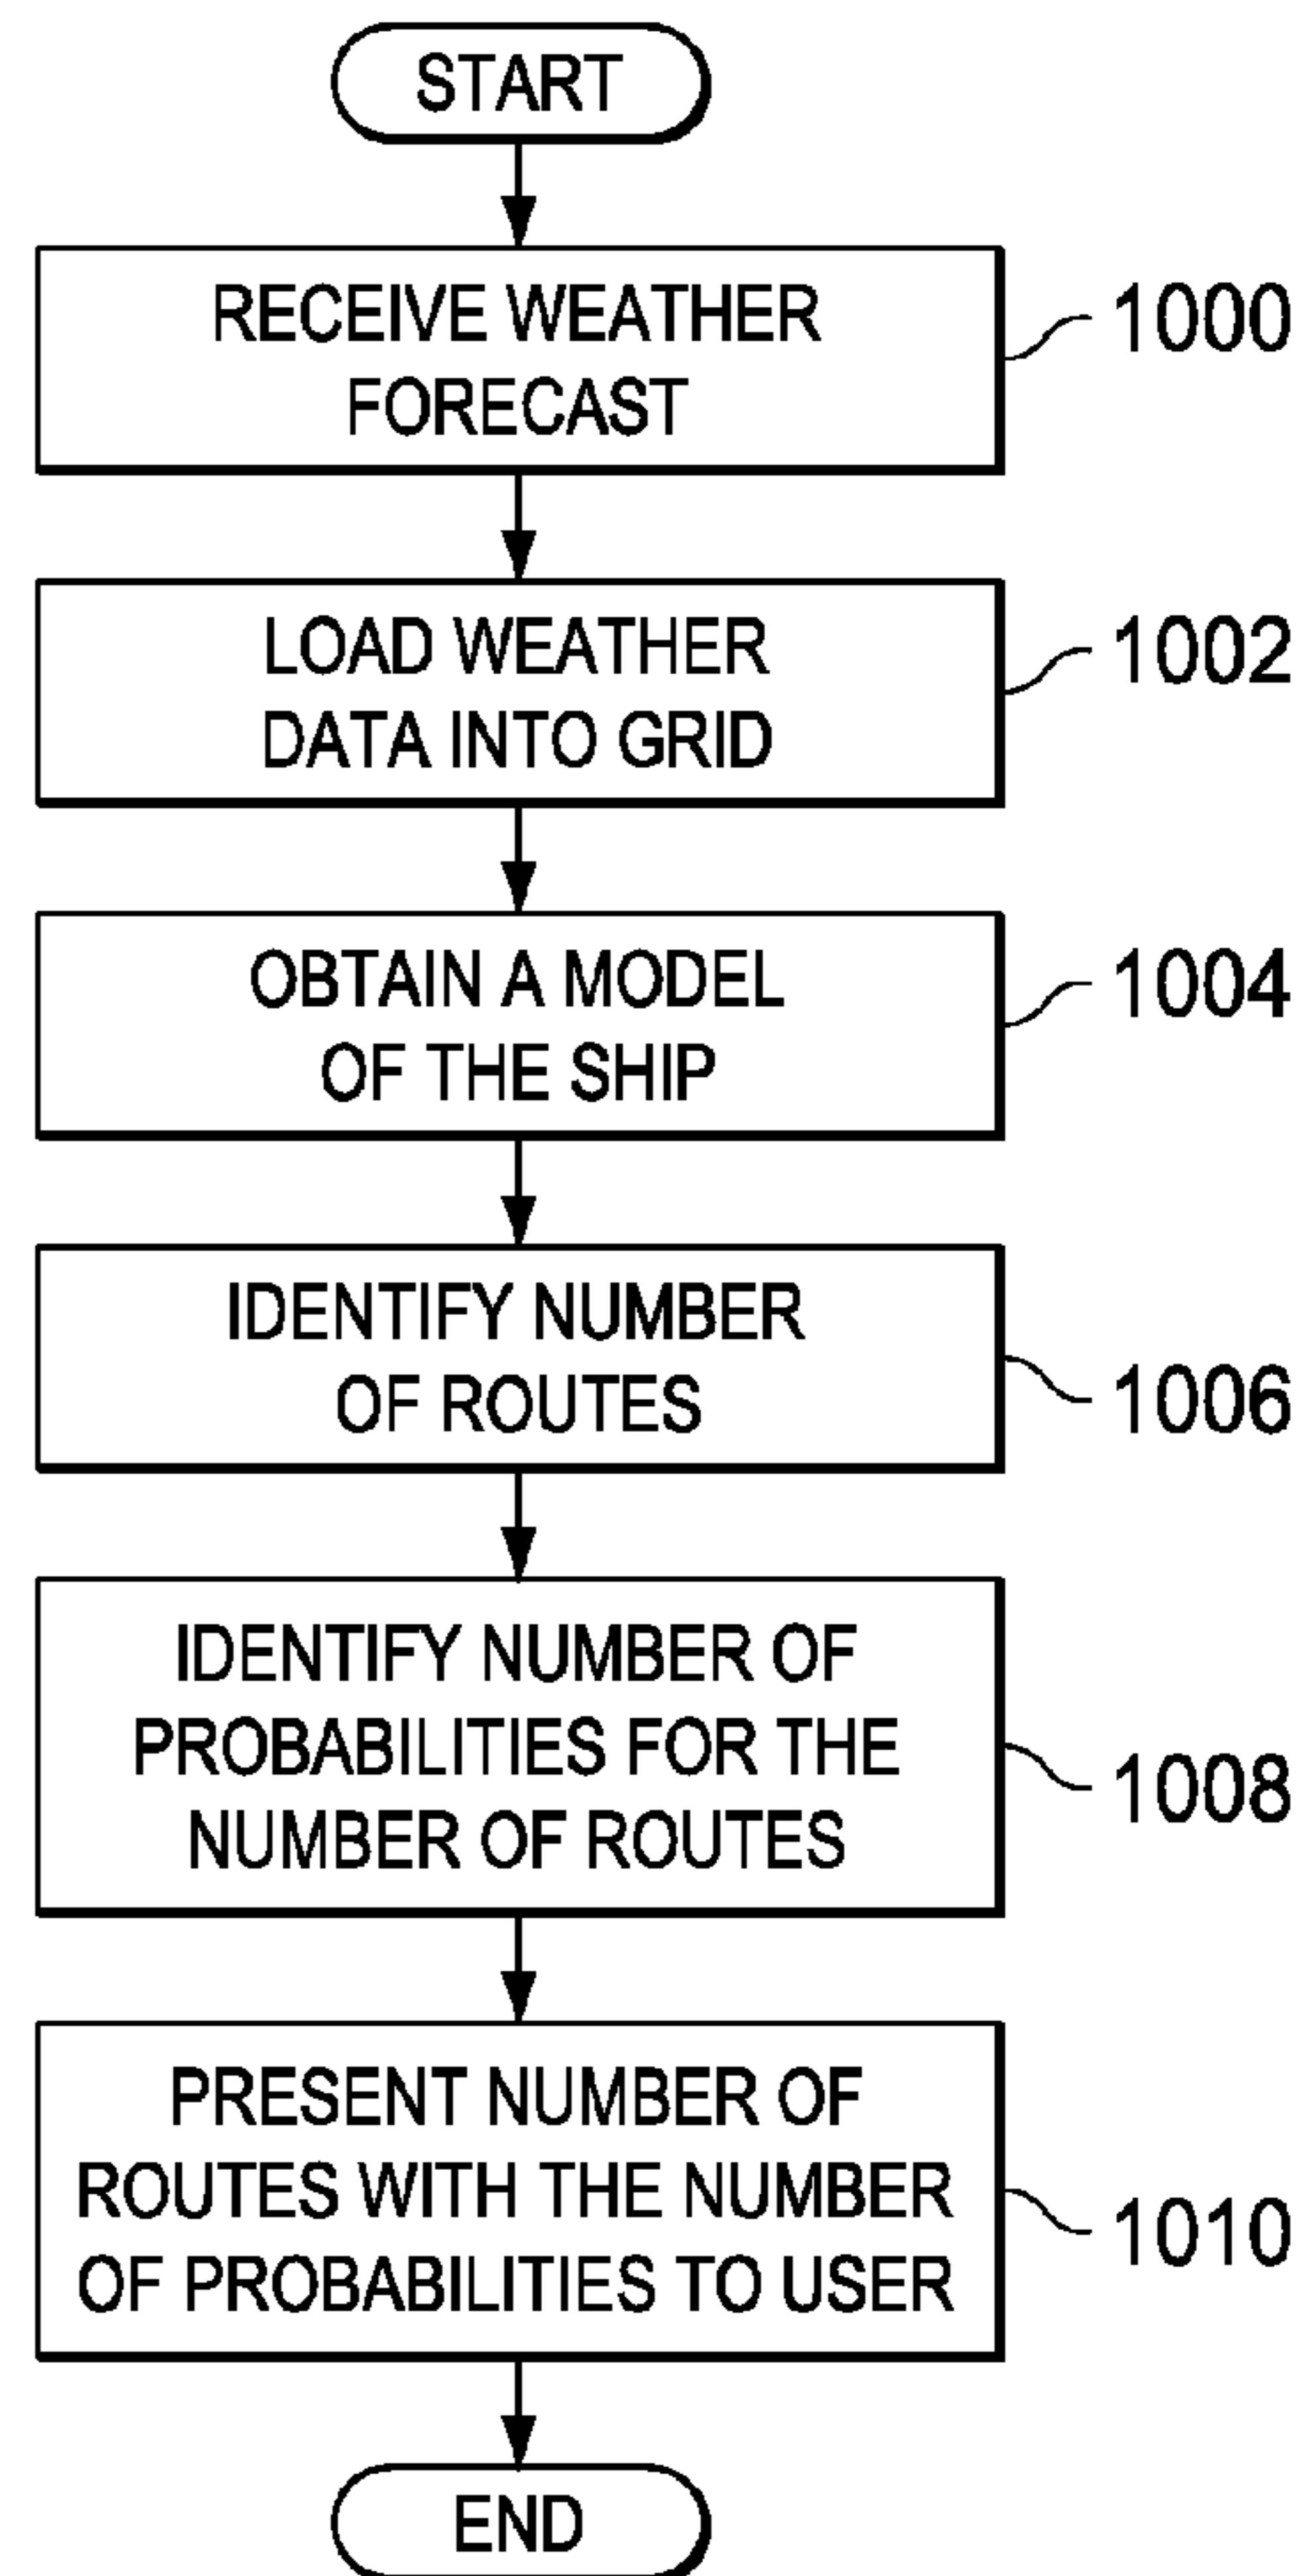 START
RECEIVE WEATHER
FORECAST
1000
LOAD WEATHER
DATA INTO GRID
1002
OBTAIN A MODEL
OF THE SHIP
1004
IDENTIFY NUMBER
OF ROUTES
1006
IDENTIFY NUMBER OF
PROBABILITIES FOR THE
NUMBER OF ROUTES
1008
PRESENT NUMBER OF
ROUTES WITH THE NUMBER
OF PROBABILITIES TO USER
1010
END